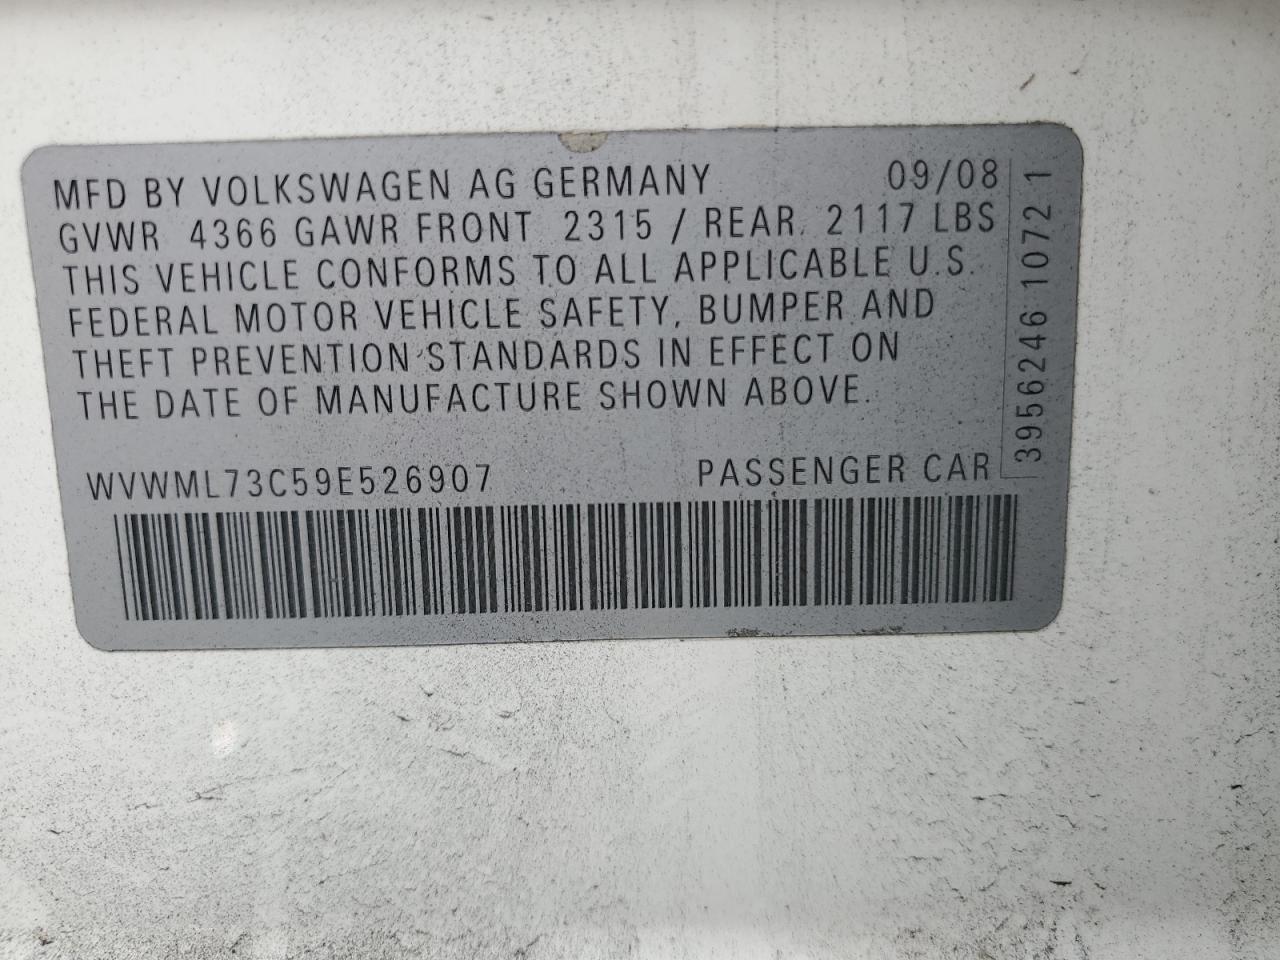 MFD BY VOLKSWAGEN AG GERMANY 09/08
GVWR 4366 GAWR FRONT 2315 / REAR. 2117 LBS
THIS VEHICLE CONFORMS TO ALL APPLICABLE U.S.
FEDERAL MOTOR VEHICLE SAFETY, BUMPER AND
THEFT PREVENTION STANDARDS IN EFFECT ON
THE DATE OF MANUFACTURE SHOWN ABOVE.
WVWML73C59E526907 PASSENGER CAR
3956246 1072 1